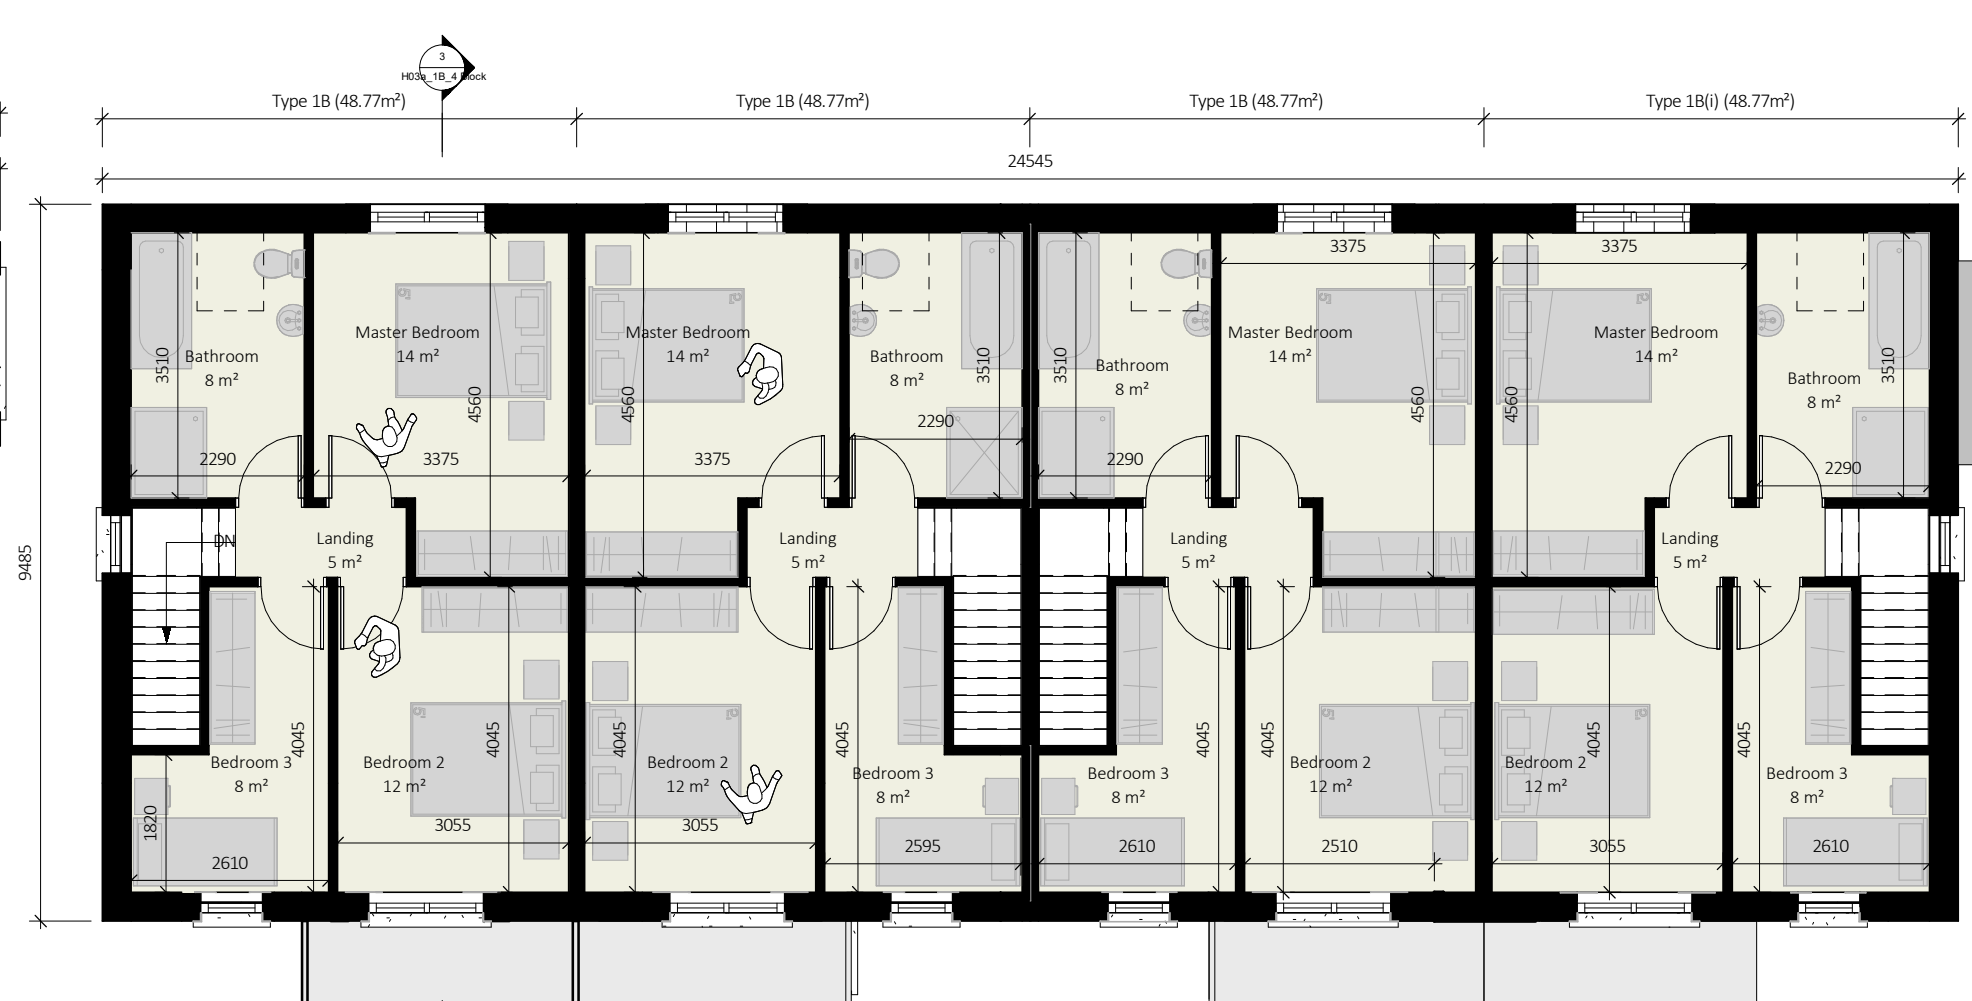 3
H03a_1B_4 Block
Type 1B (48.77m²)
Type 1B (48.77m²)
Type 1B (48.77m²)
Type 1B(i) (48.77m²)
24545
9485
Bathroom
8 m²
3510
2290
Master Bedroom
14 m²
4560
3375
Master Bedroom
14 m²
4560
3375
Bathroom
8 m²
3510
2290
Bathroom
8 m²
3510
2290
3375
Master Bedroom
14 m²
4560
3375
Master Bedroom
14 m²
4560
Bathroom
8 m²
3510
2290
DN
Landing
5 m²
Landing
5 m²
Landing
5 m²
Landing
5 m²
Bedroom 3
8 m²
4045
1820
2610
Bedroom 2
12 m²
4045
3055
Bedroom 2
12 m²
4045
3055
Bedroom 3
8 m²
4045
2595
Bedroom 3
8 m²
4045
2610
Bedroom 2
12 m²
4045
2510
Bedroom 2
12 m²
4045
3055
Bedroom 3
8 m²
4045
2610